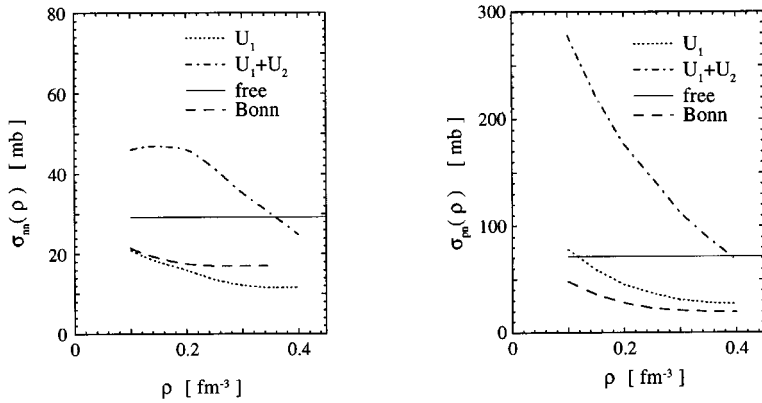 80
60
40
20
0
σnn(ρ) [ mb ]
U1
U1+U2
free
Bonn
0
0.2
0.4
ρ [ fm-3 ]
300
200
100
0
σpn(ρ) [ mb ]
U1
U1+U2
free
Bonn
0
0.2
0.4
ρ [ fm-3 ]